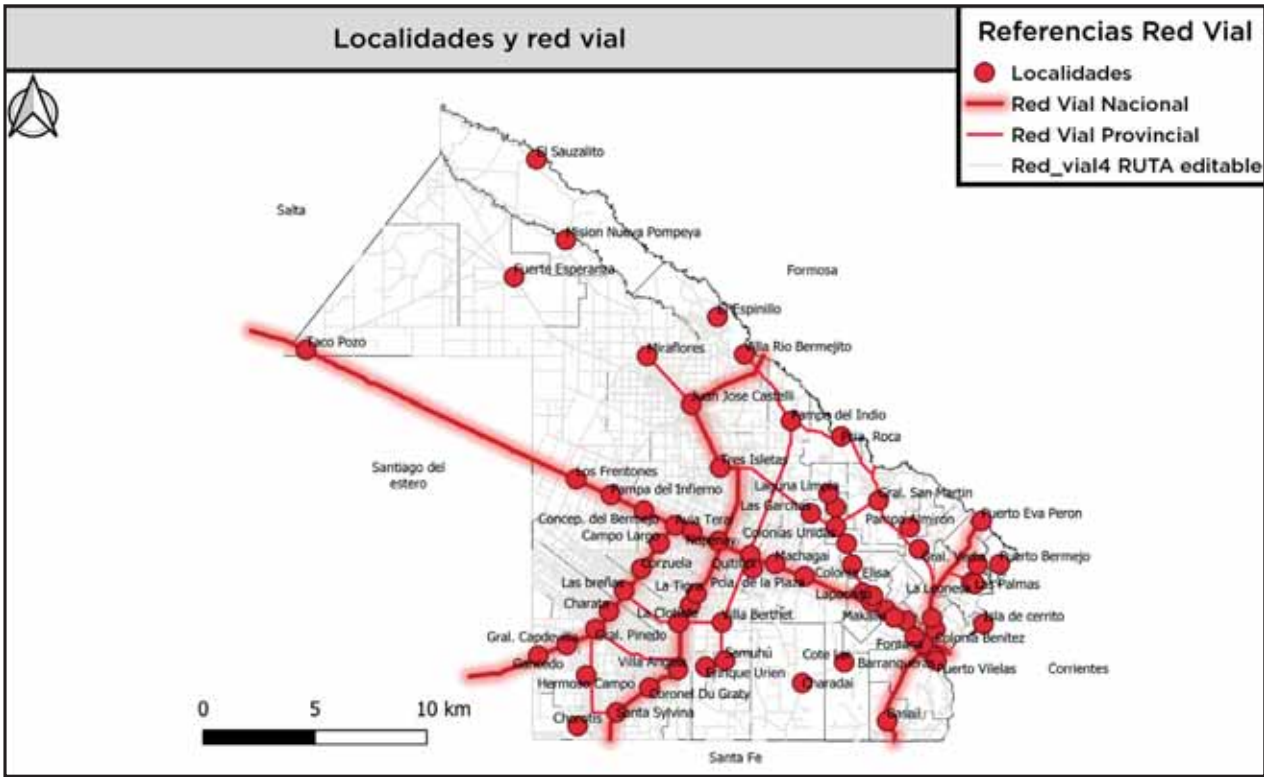 Localidades y red vial
Referencias Red Vial
Localidades
Red Vial Nacional
Red Vial Provincial
Red_vial4 RUTA editable
El Sauzalito
Salta
Mision Nueva Pompeya
Fuerte Esperanza
Formosa
El Espinillo
Taco Pozo
Miraflores
Villa Rio Bermejito
Juan Jose Castelli
Pampa del Indio
Pcia. Roca
Santiago del
estero
Los Frentones
Tres Isletas
Pampa del Infierno
Laguna Limpia
Gral. San Martin
Las Garcitas
Puerto Eva Peron
Concep. del Bermejo
Avia Terai
Pampa Almiron
Campo Largo
Napenay
Colonias Unidas
Corzuela
Quitilipi
Machagai
Gral. Vedia
Puerto Bermejo
Las breñas
La Tigra
Pcia. de la Plaza
Colonia Elisa
La Leonesa
Las Palmas
Charata
La Clotilde
Villa Berthet
Lapachito
Makalle
Isla de cerrito
Gral. Capdevila
Gral. Pinedo
Fontana
Colonia Benitez
Gancedo
Villa Angela
Samuhú
Cote Lai
Barranqueras
Puerto Vilelas
Corrientes
Hermoso Campo
Enrique Urien
Coronel Du Graty
Charadai
Chorotis
Santa Sylvina
Basail
0 5 10 km
Santa Fe